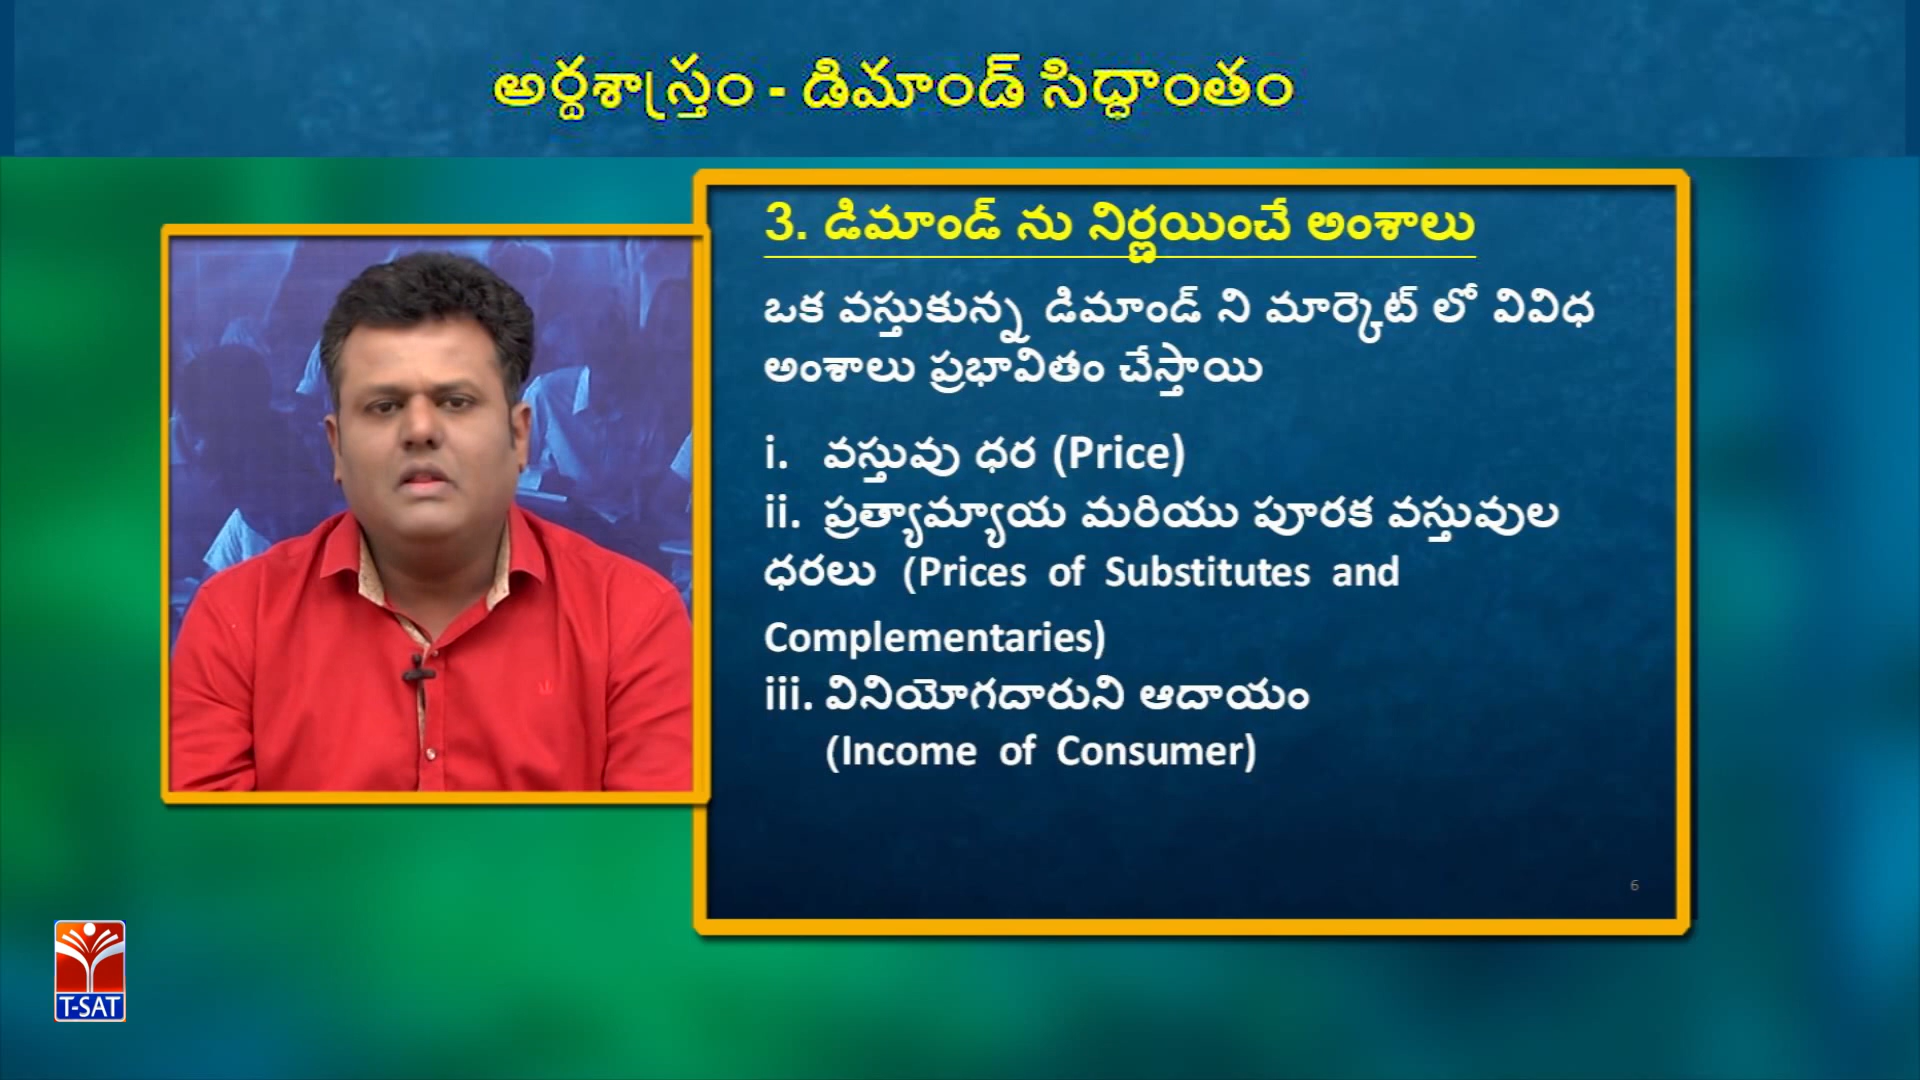 అర్థశాస్త్రం - డిమాండ్ సిద్ధాంతం
3. డిమాండ్ ను నిర్ణయించే అంశాలు
ఒక వస్తుకున్న డిమాండ్ ని మార్కెట్ లో వివిధ
అంశాలు ప్రభావితం చేస్తాయి
i. వస్తువు ధర (Price)
ii. ప్రత్యామ్యాయ మరియు పూరక వస్తువుల
ధరలు (Prices of Substitutes and
Complementaries)
iii. వినియోగదారుని ఆదాయం
(Income of Consumer)
6
T-SAT